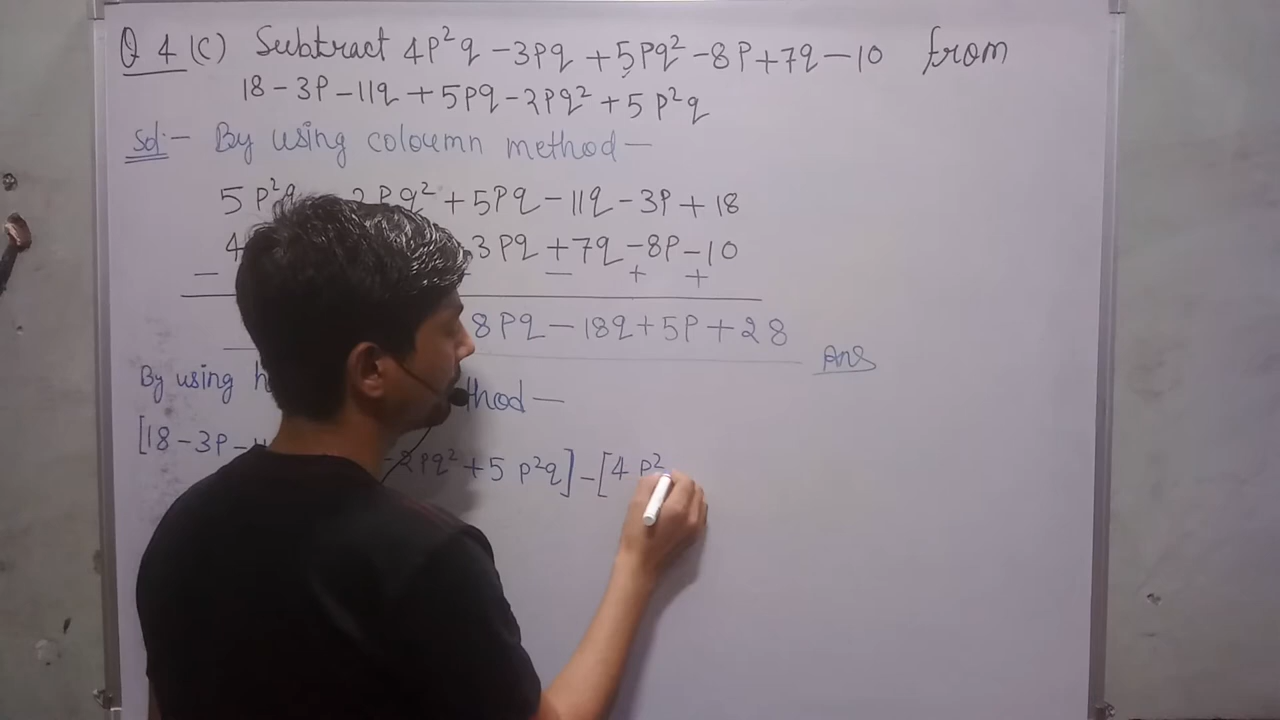 Q 4 (C) Subtract 4P²q - 3Pq + 5Pq² - 8P + 7q - 10 from
18 - 3P - 11q + 5Pq - 2Pq² + 5P²q
Sol:- By using coloumn method -
5P²q 2Pq² + 5Pq - 11q - 3P + 18
4 3Pq + 7q - 8P - 10
- - + +
8Pq - 18q + 5P + 28
Ans
By using
[18 - 3P - - 2Pq² + 5P²q] - [4P²